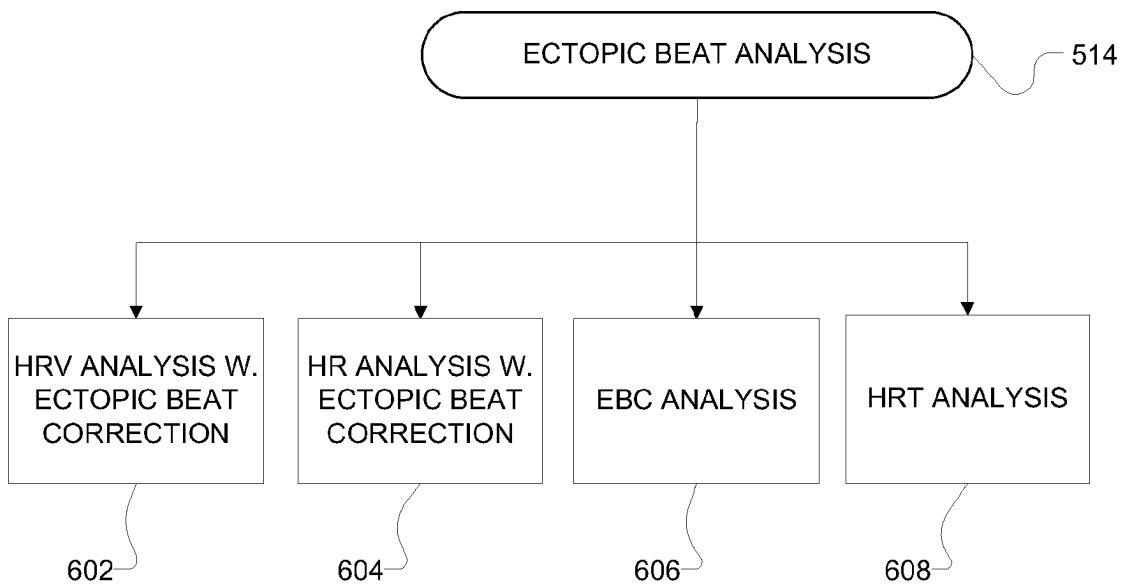 ECTOPIC BEAT ANALYSIS
514
HRV ANALYSIS W.
ECTOPIC BEAT
CORRECTION
HR ANALYSIS W.
ECTOPIC BEAT
CORRECTION
EBC ANALYSIS
HRT ANALYSIS
602
604
606
608